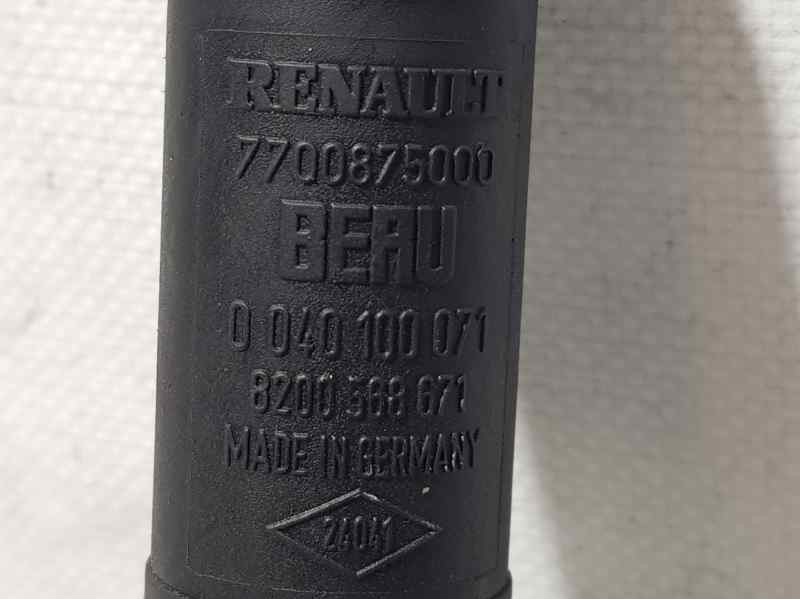 RENAULT
7700875000
BERU
0 040 100 071
8200 568 671
MADE IN GERMANY
24041